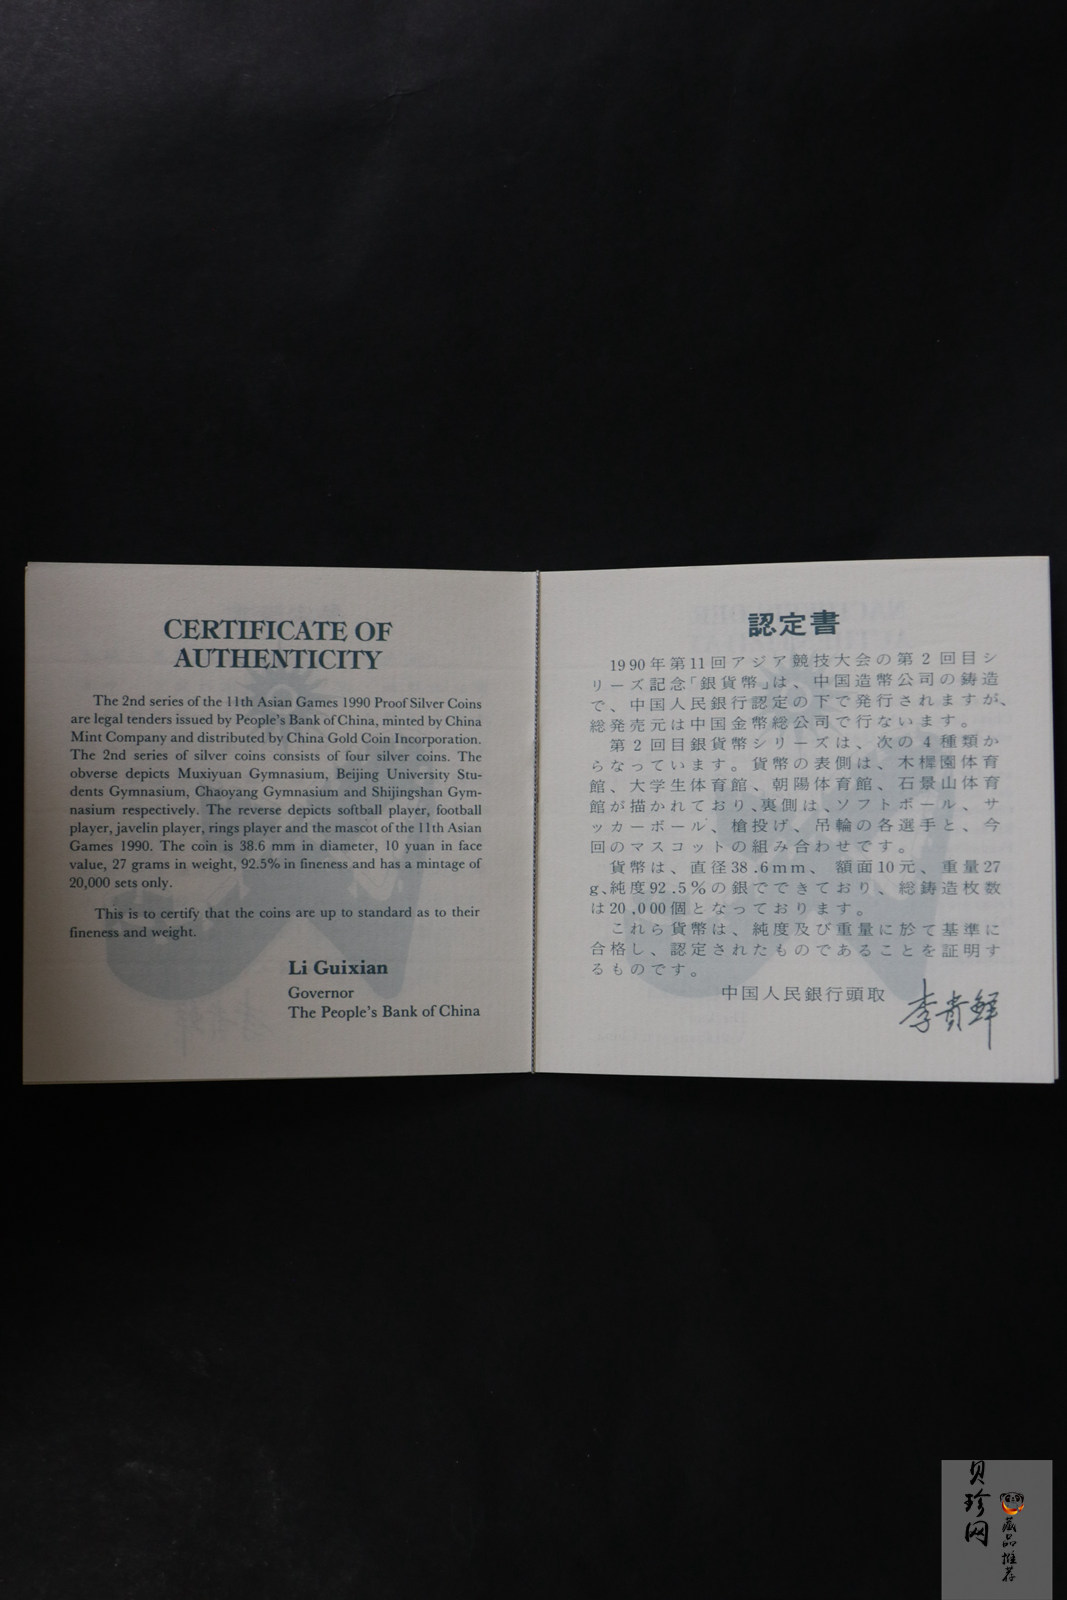 CERTIFICATE OF
AUTHENTICITY
The 2nd series of the 11th Asian Games 1990 Proof Silver Coins
are legal tenders issued by People's Bank of China, minted by China
Mint Company and distributed by China Gold Coin Incorporation.
The 2nd series of silver coins consists of four silver coins. The
obverse depicts Muxiyuan Gymnasium, Beijing University Stu-
dents Gymnasium, Chaoyang Gymnasium and Shijingshan Gym-
nasium respectively. The reverse depicts softball player, football
player, javelin player, rings player and the mascot of the 11th Asian
Games 1990. The coin is 38.6 mm in diameter, 10 yuan in face
value, 27 grams in weight, 92.5% in fineness and has a mintage of
20,000 sets only.
This is to certify that the coins are up to standard as to their
fineness and weight.
Li Guixian
Governor
The People's Bank of China
認定書
1990年第11回アジア競技大会の第2回目シ
リーズ記念「銀貨幣」は、中国造幣公司の鋳造
で、中国人民銀行認定の下で発行されますが、
総発売元は中国金幣総公司で行ないます。
第2回目銀貨幣シリーズは、次の4種類か
らなっています。貨幣の表側は、木樨園体育
館、大学生体育館、朝陽体育館、石景山体育
館が描かれており、裏側は、ソフトボール、サ
ッカーボール、槍投げ、吊輪の各選手と、今
回のマスコットの組み合わせです。
貨幣は、直径38.6mm、額面10元、重量27
g、純度92.5%の銀でできており、総鋳造枚数
は20,000個となっております。
これら貨幣は、純度及び重量に於て基準に
合格し、認定されたものであることを証明す
るものです。
中国人民銀行頭取
李貴鮮
贝珍网
藏品推荐